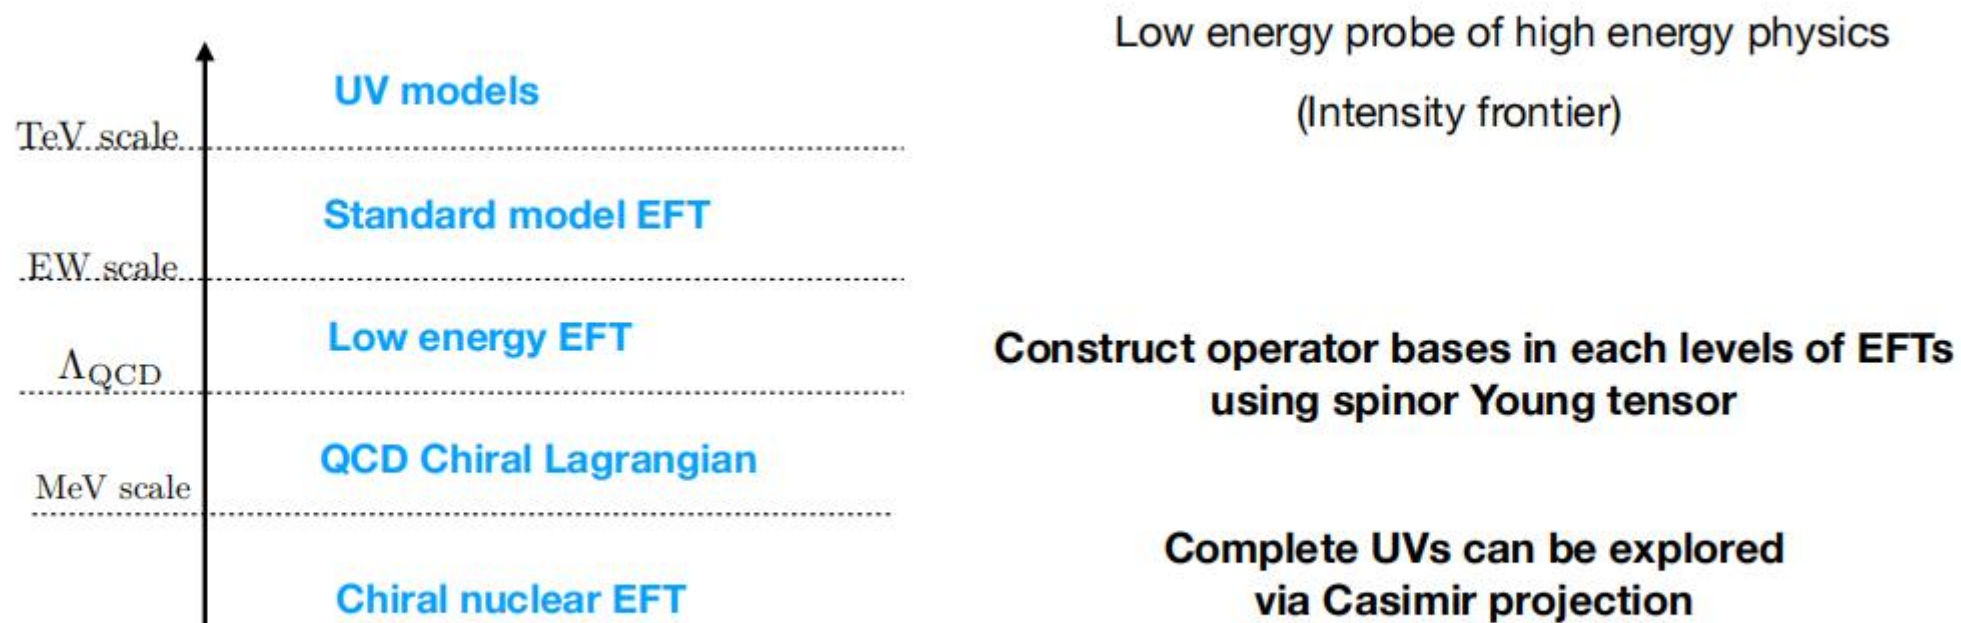 Low energy probe of high energy physics
(Intensity frontier)
UV models
TeV scale
Standard model EFT
EW scale
Low energy EFT
Λ_QCD
QCD Chiral Lagrangian
MeV scale
Chiral nuclear EFT
Construct operator bases in each levels of EFTs
using spinor Young tensor
Complete UVs can be explored
via Casimir projection